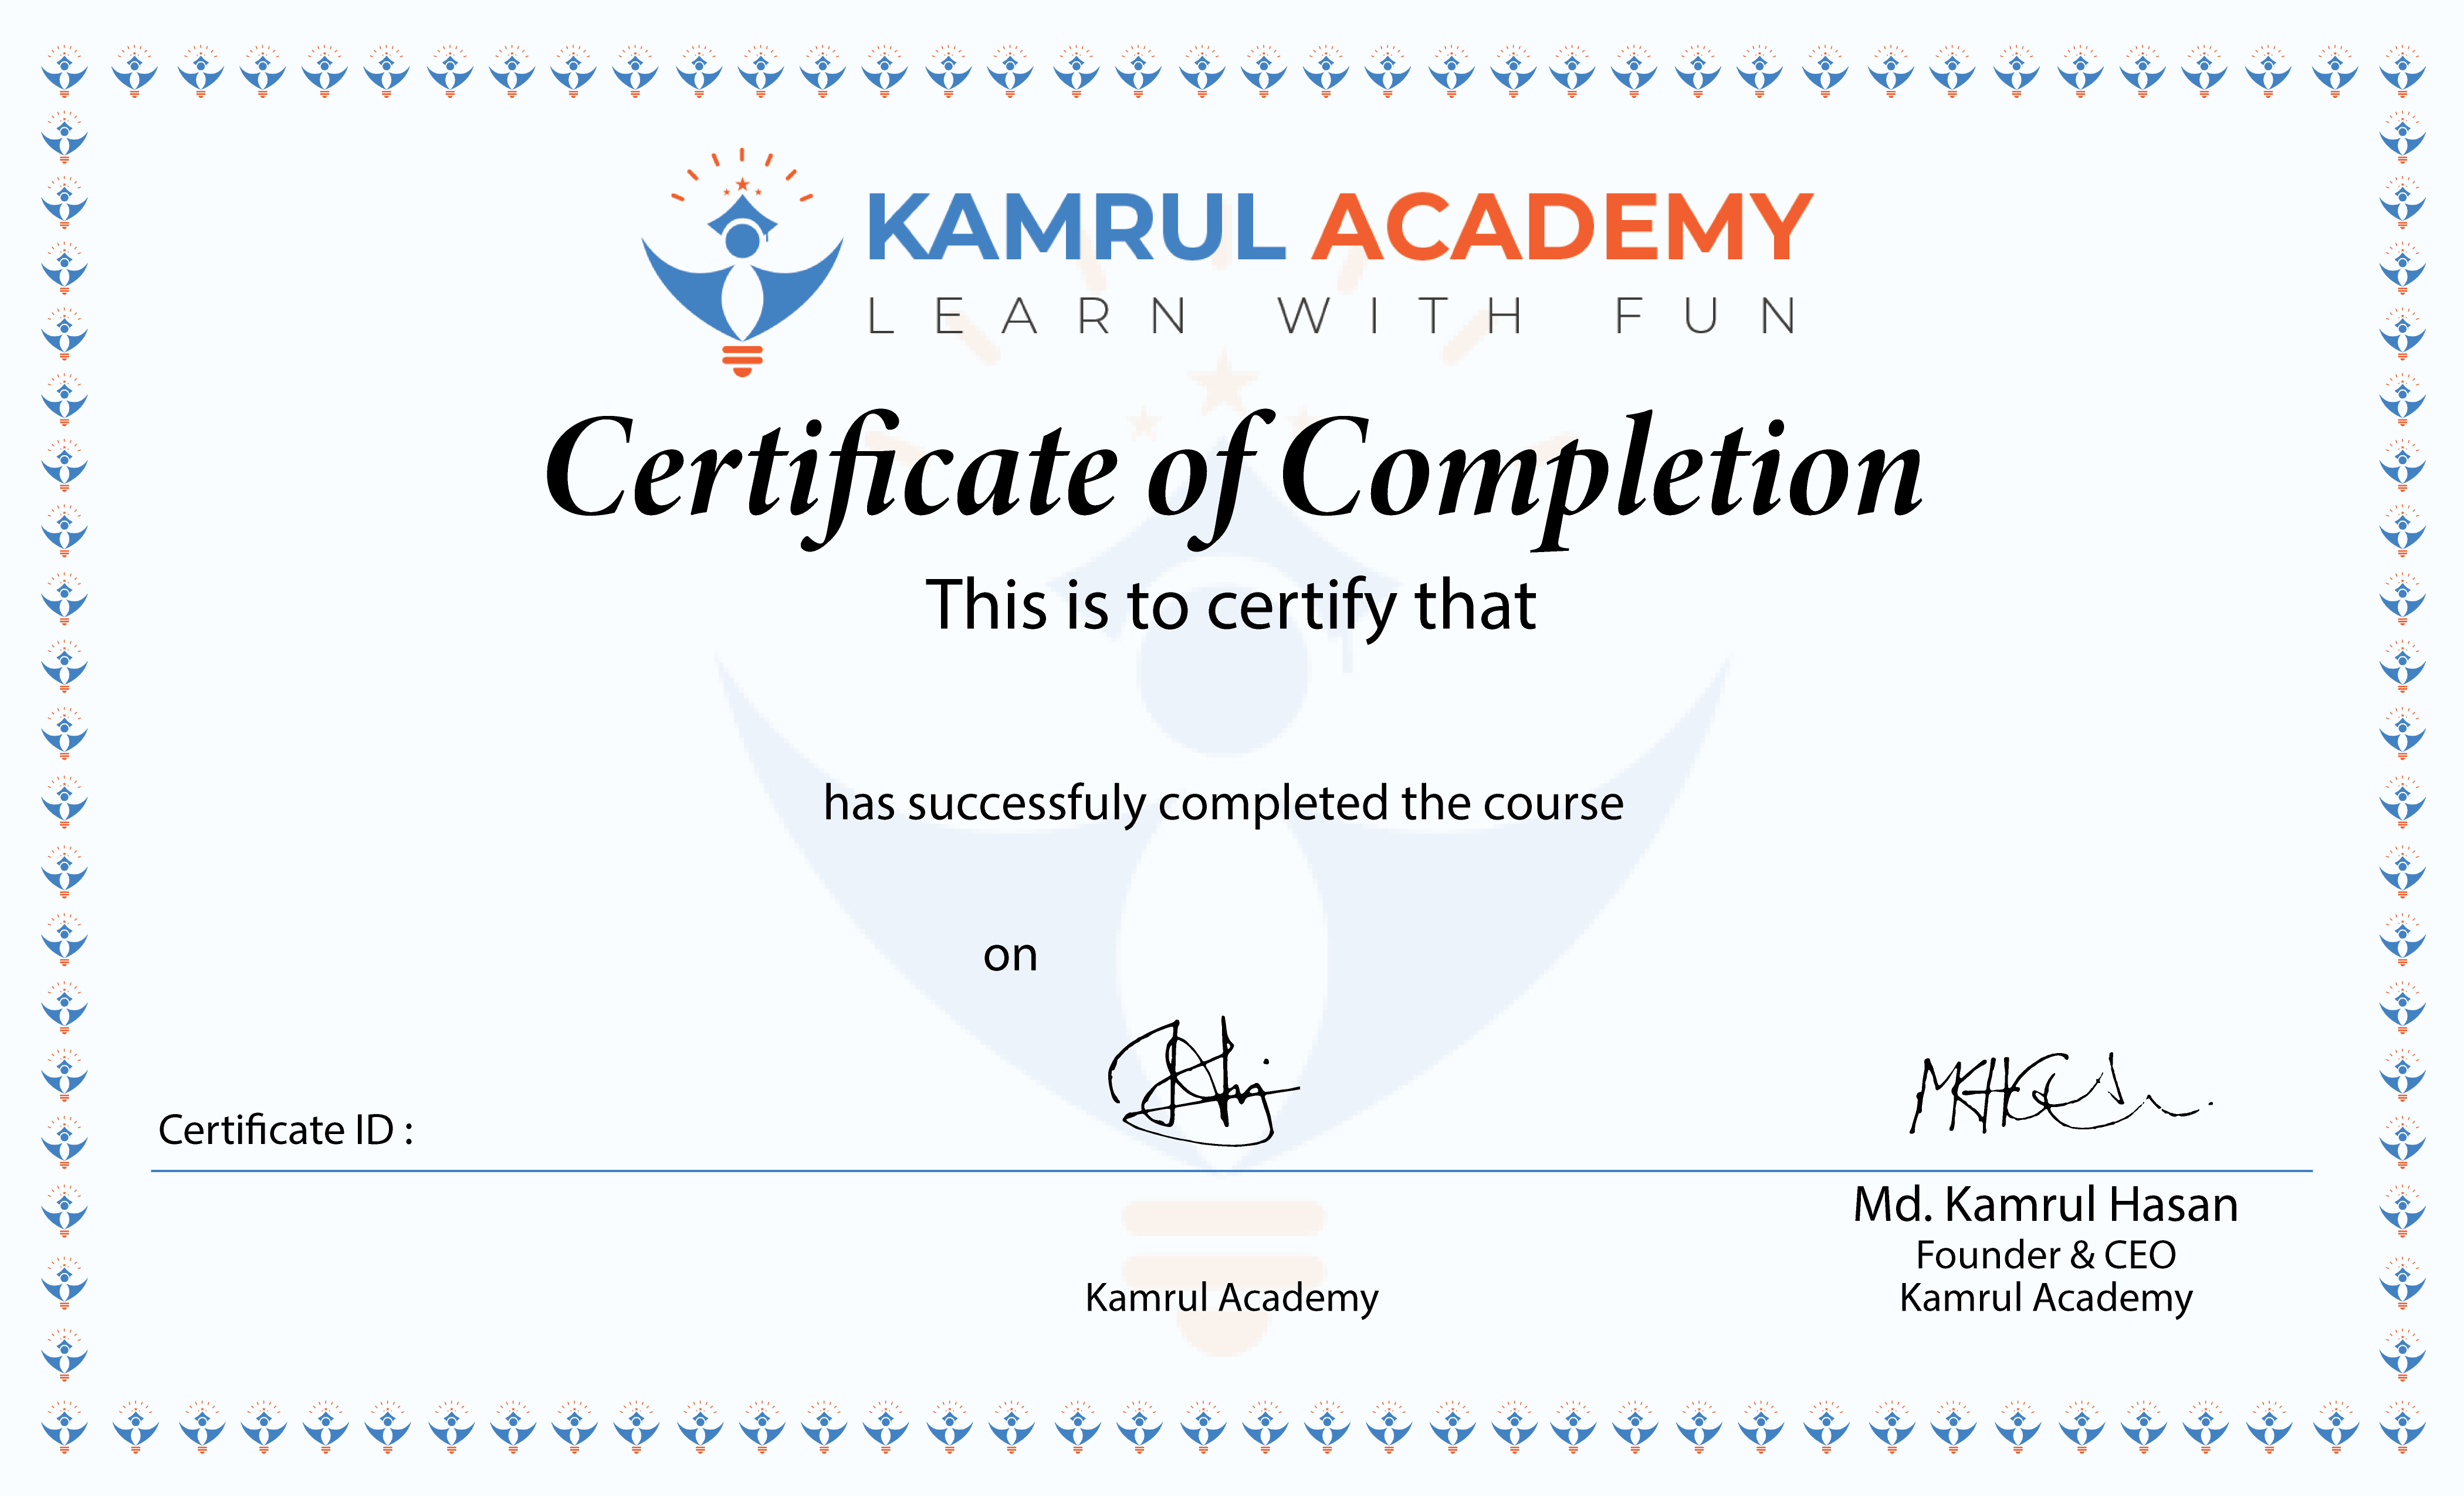 KAMRUL ACADEMY
LEARN WITH FUN
Certificate of Completion
This is to certify that
has successfuly completed the course
on
Certificate ID :
Md. Kamrul Hasan
Founder & CEO
Kamrul Academy
Kamrul Academy